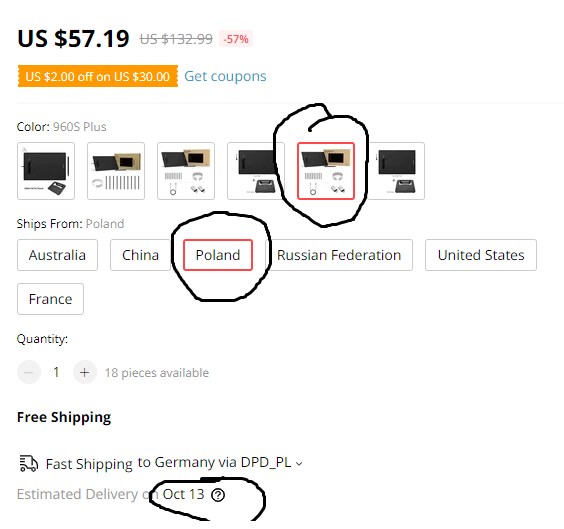 US $57.19 US $132.99 -57%
US $2.00 off on US $30.00 Get coupons
Color: 960S Plus
Ships From: Poland
Australia China Poland Russian Federation United States
France
Quantity:
1 18 pieces available
Free Shipping
Fast Shipping to Germany via DPD_PL
Estimated Delivery on Oct 13 ?